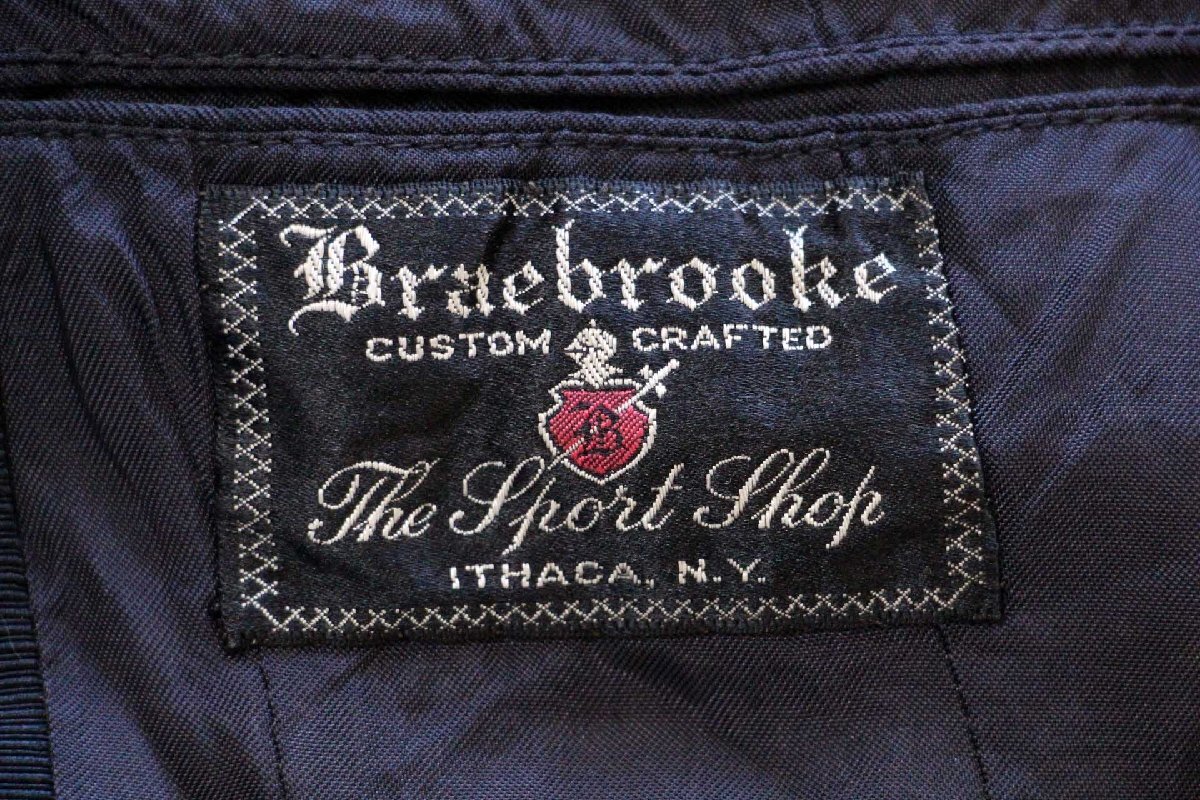 Braebrooke
CUSTOM CRAFTED
B
The Sport Shop
ITHACA, N.Y.